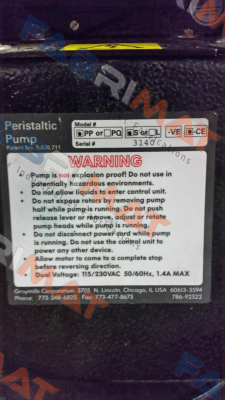 Peristaltic
Pump
Patent No. 5,630,711
Model #
PP or PQ S or L -VE -CE
Serial #
3140
WARNING
• Pump is not explosion proof! Do not use in
potentially hazardous environments.
• Do not allow liquids to enter control unit.
• Do not expose rotors by removing pump
half while pump is running. Do not push
release lever or remove, adjust or rotate
pump heads while pump is running.
• Do not disconnect power cord while pump
is running. Do not use the control unit to
power any other device.
• Allow motor to come to a complete stop
before reversing direction.
• Dual Voltage: 115/230VAC 50/60Hz, 1.4A MAX
Graymills Corporation 3705 N. Lincoln, Chicago, IL USA 60613-3594
Phone: 773-248-6825 Fax: 773-477-8673 786-92522
FABRIMAT